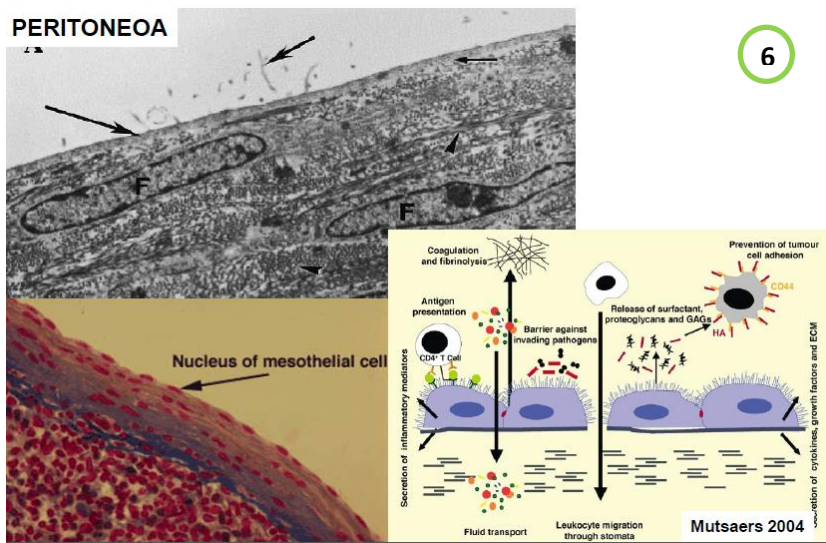 PERITONEOA
A
6
F
F
Nucleus of mesothelial cell
Coagulation
and fibrinolysis
Prevention of tumour
cell adhesion
CD44
Antigen
presentation
Release of surfactant,
proteoglycans and GAGs
HA
CD4+ T Cell
Barrier against
invading pathogens
Secretion of inflammatory mediators
Secretion of cytokines, growth factors and ECM
Fluid transport
Leukocyte migration
through stomata
Mutsaers 2004